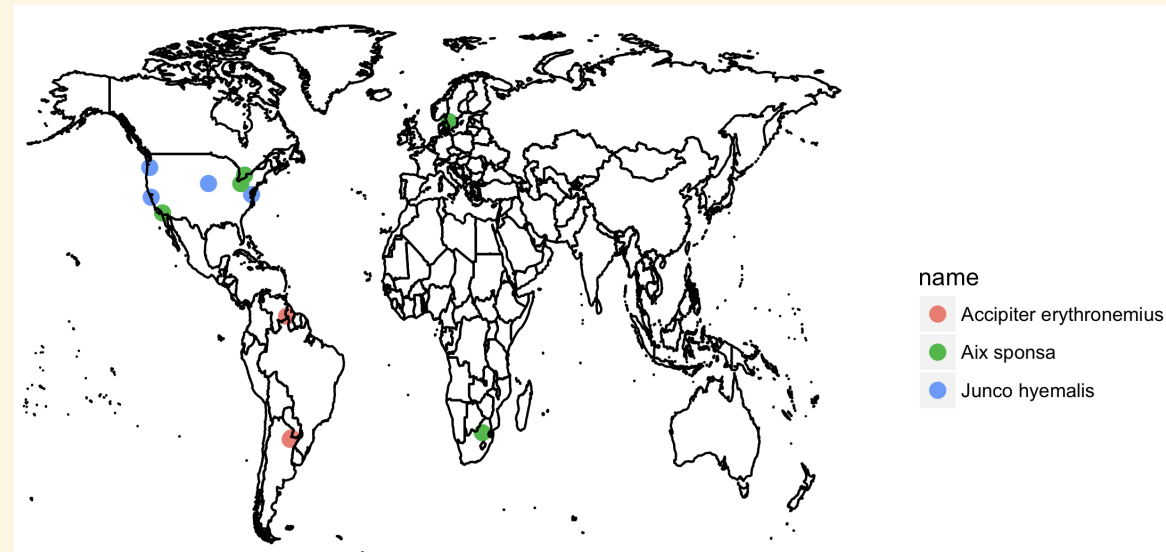 name
Accipiter erythronemius
Aix sponsa
Junco hyemalis